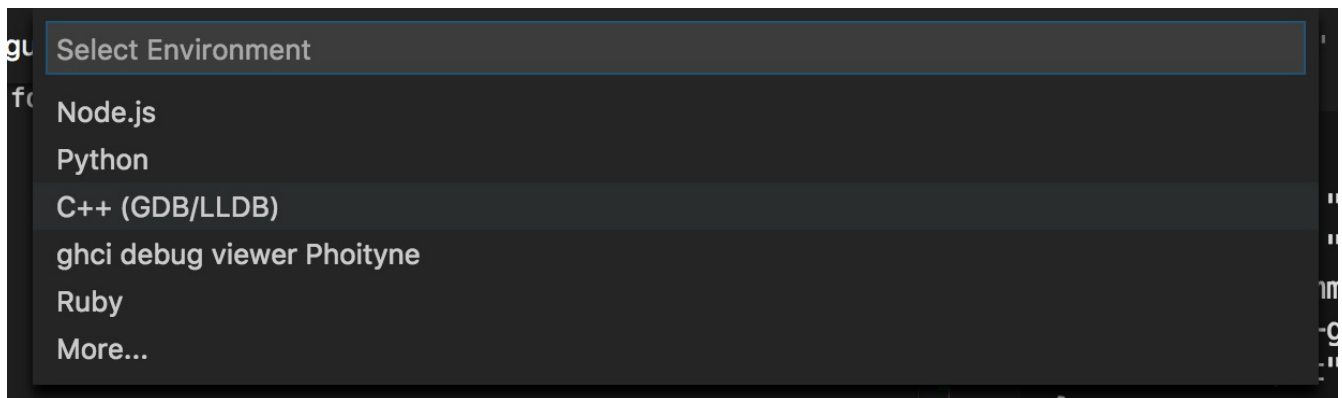 Select Environment
Node.js
Python
C++ (GDB/LLDB)
ghci debug viewer Phoityne
Ruby
More...